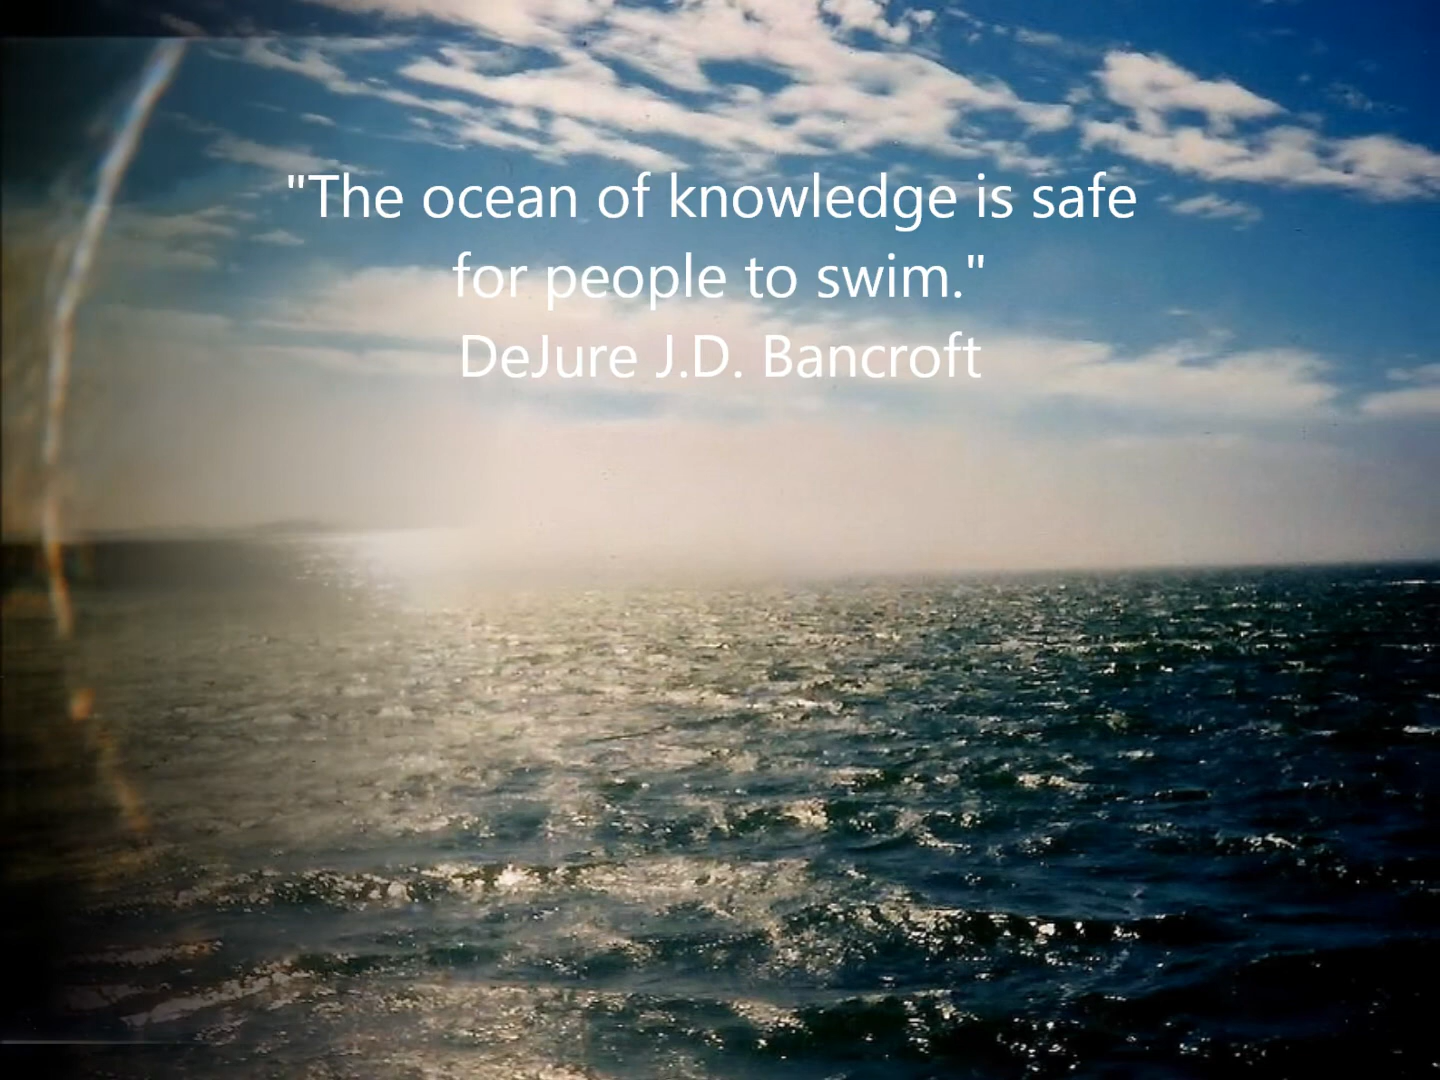 "The ocean of knowledge is safe
for people to swim."
DeJure J.D. Bancroft